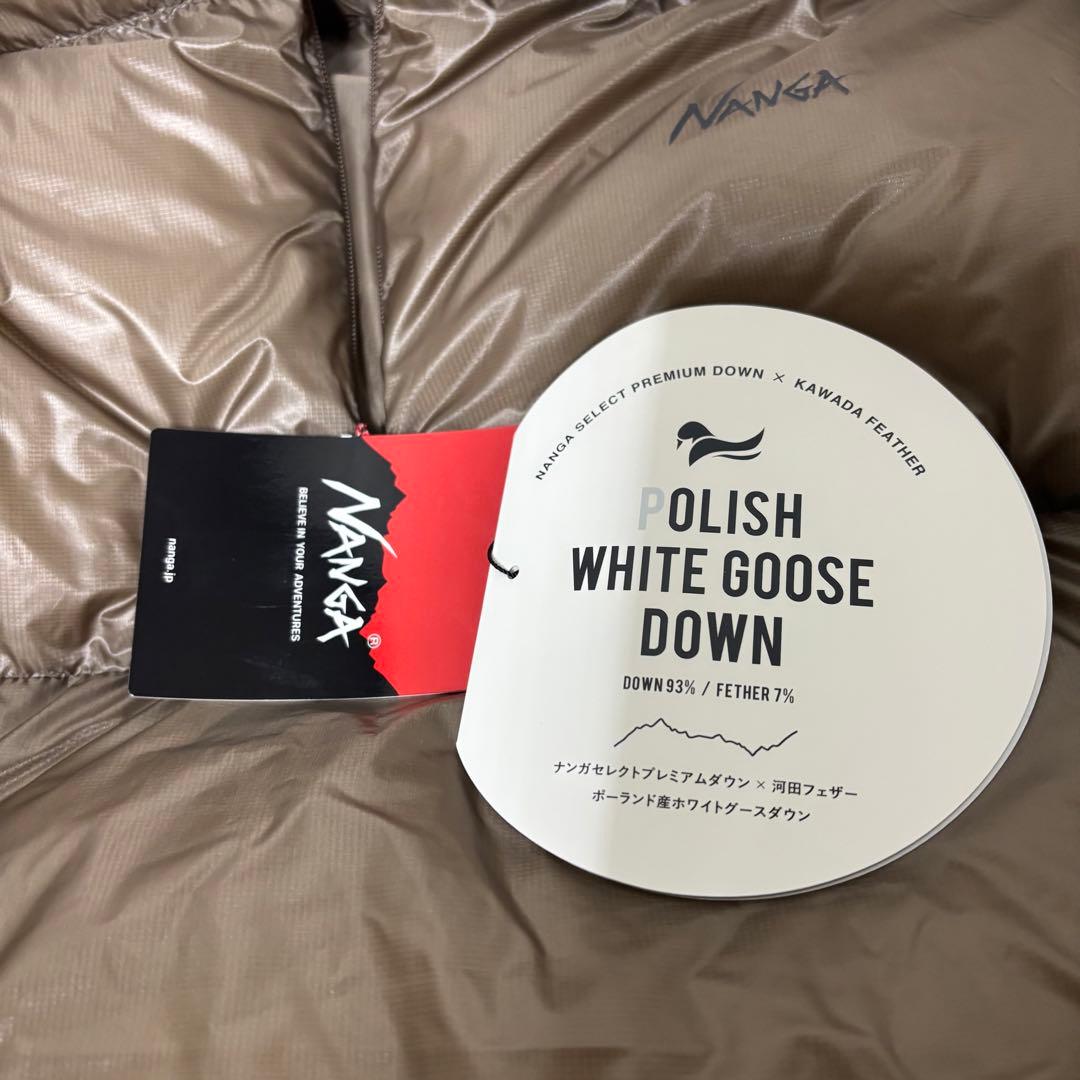 NANGA
NANGA SELECT PREMIUM DOWN × KAWADA FEATHER
POLISH
WHITE GOOSE
DOWN
DOWN 93% / FETHER 7%
ナンガセレクトプレミアムダウン × 河田フェザー
ポーランド産ホワイトグースダウン
NANGA®
BELIEVE IN YOUR ADVENTURES
nanga.jp